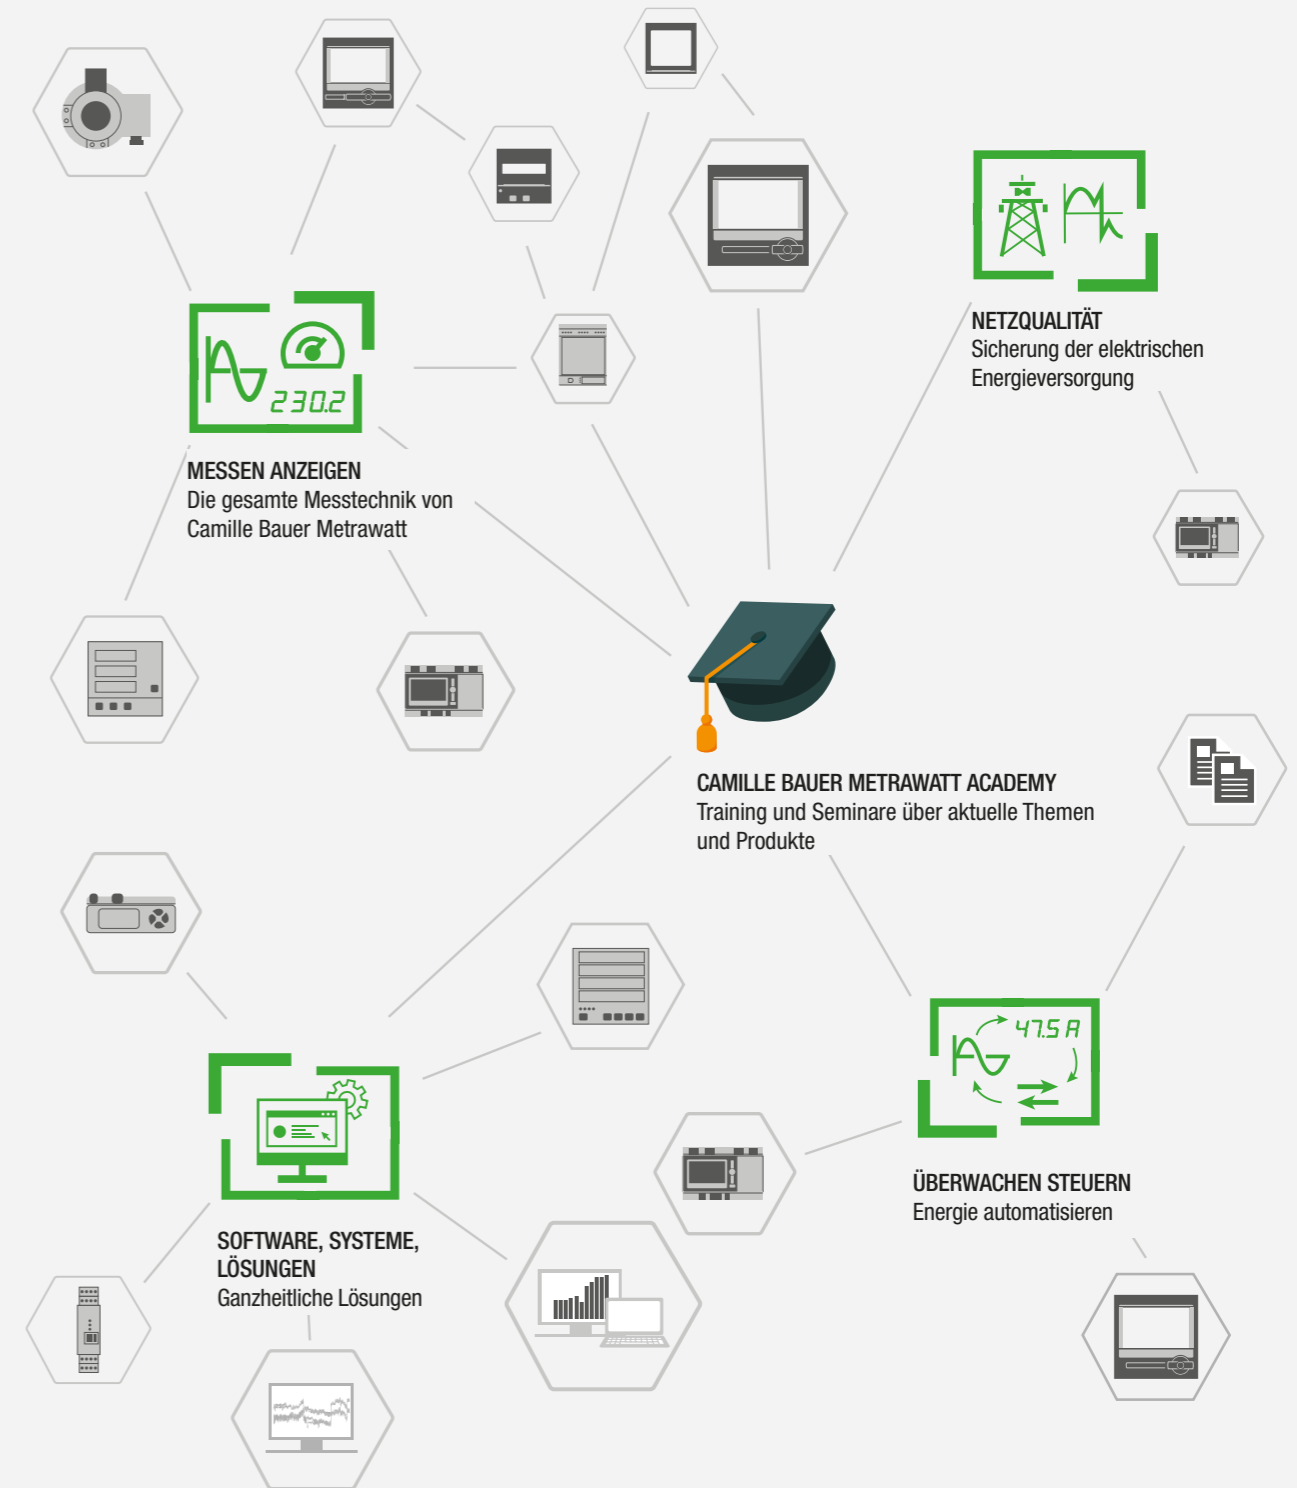 NETZQUALITÄT
Sicherung der elektrischen
Energieversorgung
230.2
MESSEN ANZEIGEN
Die gesamte Messtechnik von
Camille Bauer Metrawatt
CAMILLE BAUER METRAWATT ACADEMY
Training und Seminare über aktuelle Themen
und Produkte
47.5 A
ÜBERWACHEN STEUERN
Energie automatisieren
SOFTWARE, SYSTEME,
LÖSUNGEN
Ganzheitliche Lösungen